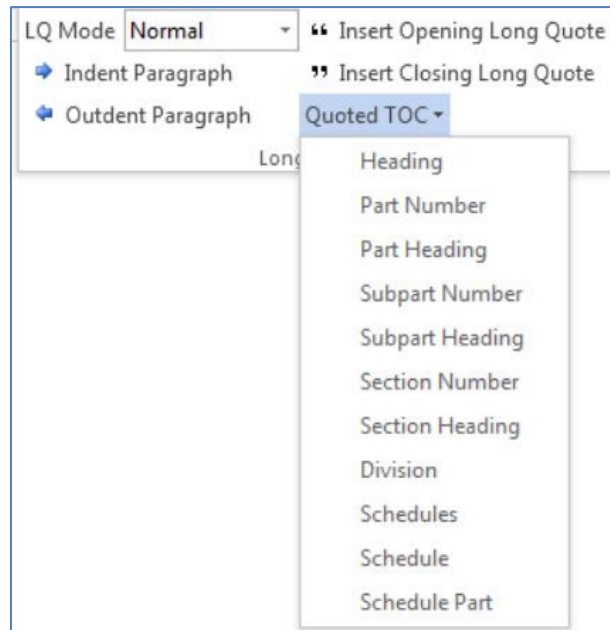 LQ Mode Normal
“ Insert Opening Long Quote
Indent Paragraph
” Insert Closing Long Quote
Outdent Paragraph
Quoted TOC
Long
Heading
Part Number
Part Heading
Subpart Number
Subpart Heading
Section Number
Section Heading
Division
Schedules
Schedule
Schedule Part